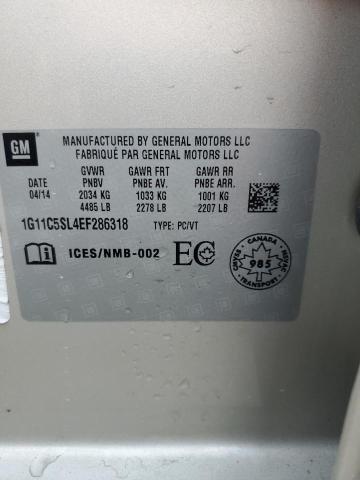 GM
MANUFACTURED BY GENERAL MOTORS LLC
FABRIQUÉ PAR GENERAL MOTORS LLC
GVWR GAWR FRT GAWR RR
DATE PNBV PNBE AV. PNBE ARR.
04/14 2034 KG 1033 KG 1001 KG
4485 LB 2278 LB 2207 LB
1G11C5SL4EF286318 TYPE: PC/VT
ICES/NMB-002 EC
CANADA
CMVSS NSVAC
985
TRANSPORT